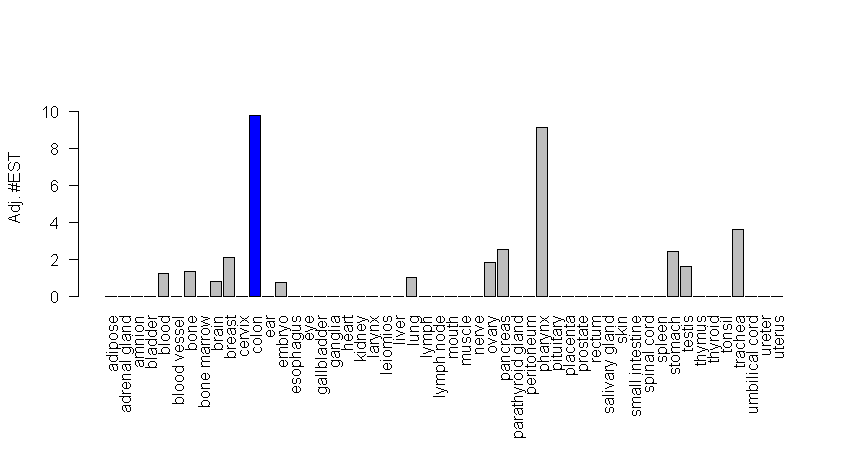 Adj. #EST
10
8
6
4
2
0
adipose
adrenal gland
amnion
bladder
blood
blood vessel
bone
bone marrow
brain
breast
cervix
colon
ear
embryo
esophagus
eye
gallbladder
ganglia
heart
kidney
larynx
leiomios
liver
lung
lymph
lymph node
mouth
muscle
nerve
ovary
pancreas
parathyroid gland
peritoneum
pharynx
pituitary
placenta
prostate
rectum
salivary gland
skin
small intestine
spinal cord
spleen
stomach
testis
thymus
thyroid
tonsil
trachea
umbilical cord
ureter
uterus